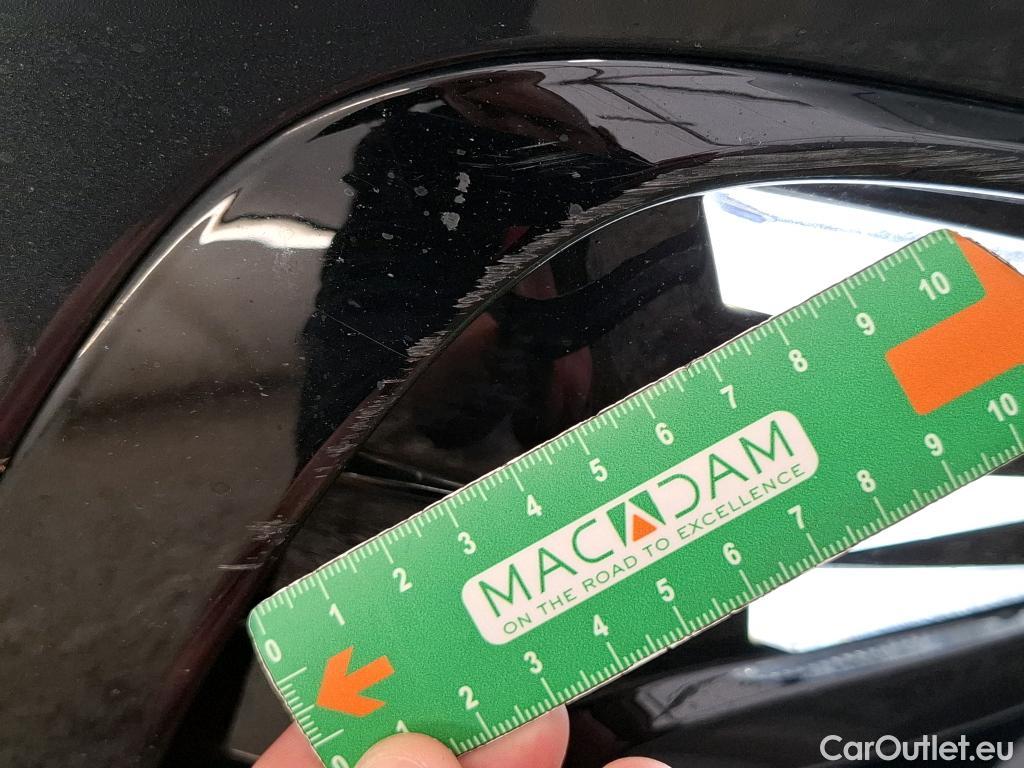 0 1 2 3 4 5 6 7 8 9 10
MACADAM
ON THE ROAD TO EXCELLENCE
0 1 2 3 4 5 6 7 8 9 10
CarOutlet.eu